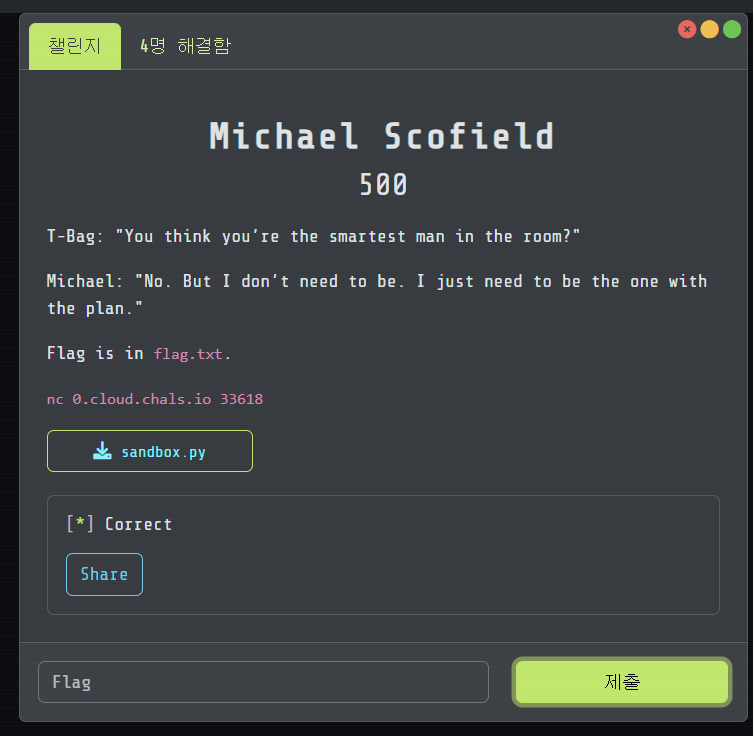 챌린지
4명 해결함
Michael Scofield
500
T-Bag: "You think you're the smartest man in the room?"
Michael: "No. But I don't need to be. I just need to be the one with
the plan."
Flag is in flag.txt.
nc 0.cloud.chals.io 33618
sandbox.py
[*] Correct
Share
Flag
제출